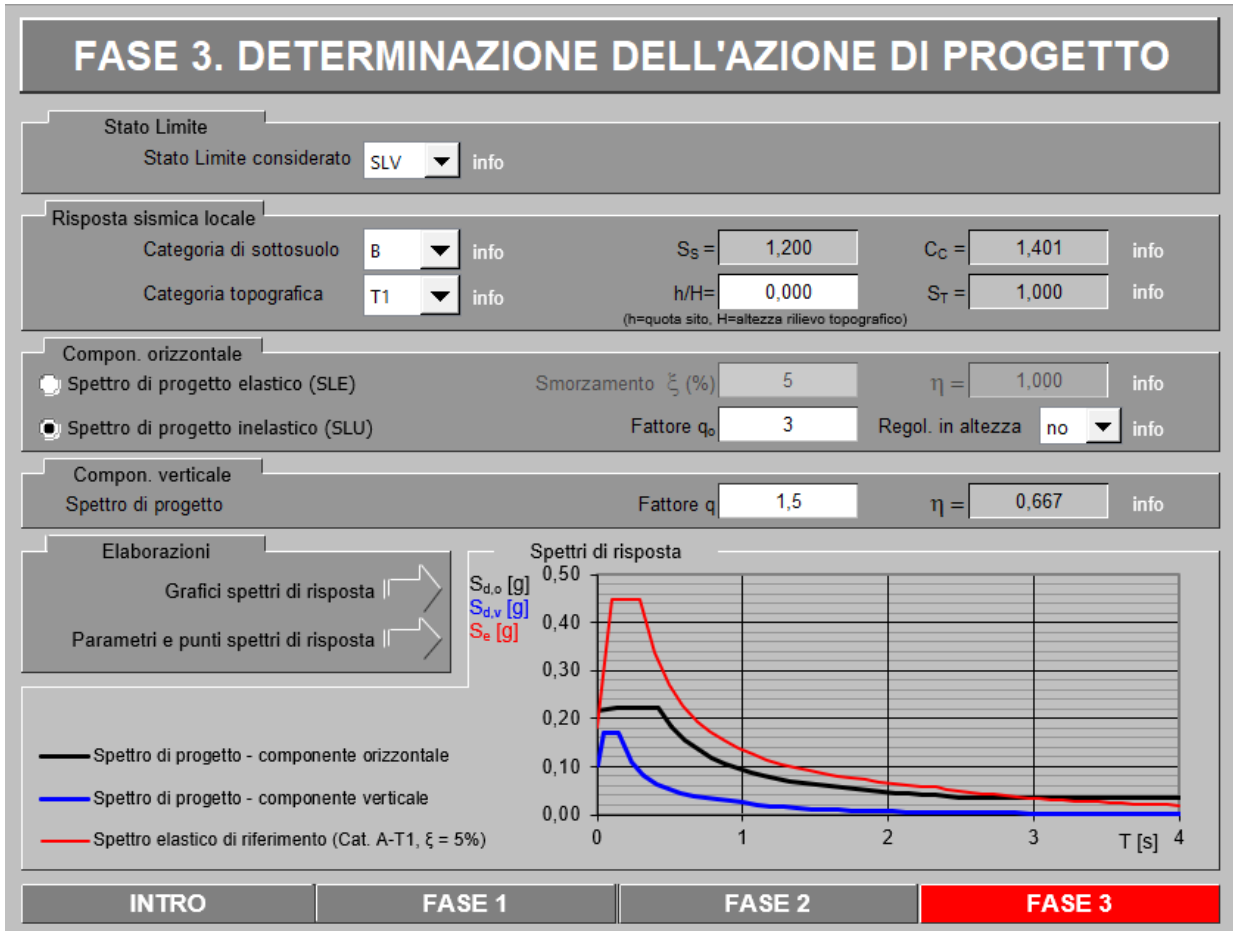 FASE 3. DETERMINAZIONE DELL'AZIONE DI PROGETTO
Stato Limite
Stato Limite considerato SLV info
Risposta sismica locale
Categoria di sottosuolo B info SS = 1,200 CC = 1,401 info
Categoria topografica T1 info h/H= 0,000 ST = 1,000 info
(h=quota sito, H=altezza rilievo topografico)
Compon. orizzontale
Spettro di progetto elastico (SLE) Smorzamento ξ (%) 5 η = 1,000 info
Spettro di progetto inelastico (SLU) Fattore qo 3 Regol. in altezza no info
Compon. verticale
Spettro di progetto Fattore q 1,5 η = 0,667 info
Elaborazioni
Grafici spettri di risposta
Parametri e punti spettri di risposta
Spettri di risposta
Sd,o [g]
Sd,v [g]
Se [g]
0,50
0,40
0,30
0,20
0,10
0,00
0 1 2 3 4
T [s]
Spettro di progetto - componente orizzontale
Spettro di progetto - componente verticale
Spettro elastico di riferimento (Cat. A-T1, ξ = 5%)
INTRO FASE 1 FASE 2 FASE 3